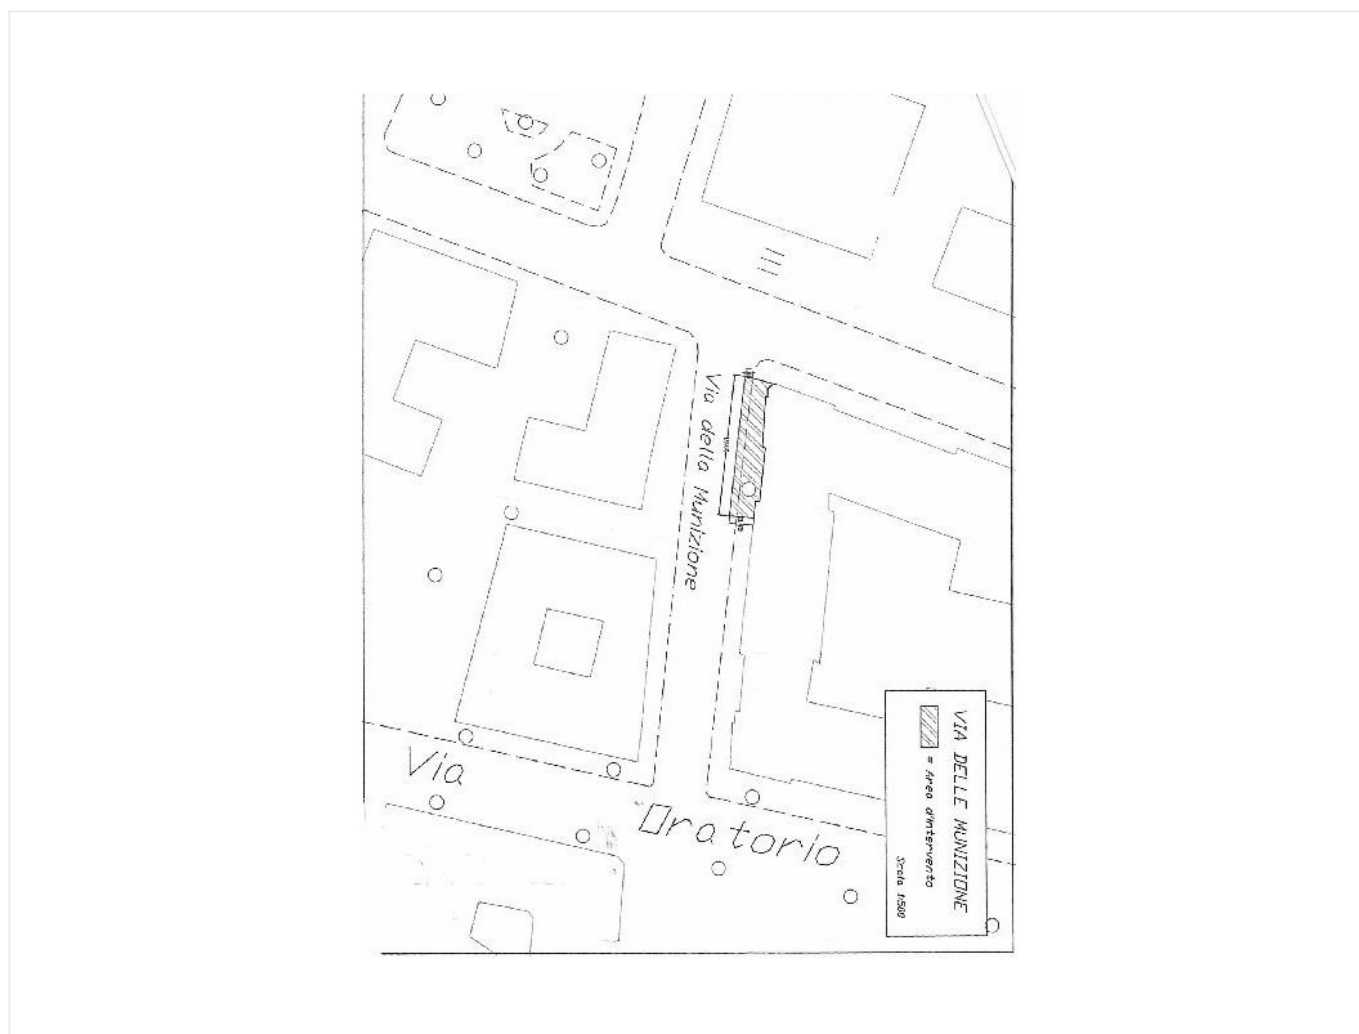 Via della Munizione
Via Oratorio
VIA DELLE MUNIZIONE
= Area d'intervento
Scala 1:500